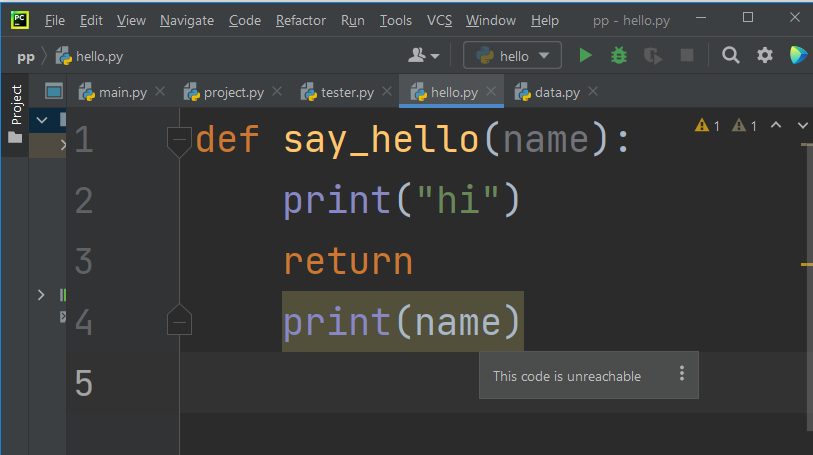 PC File Edit View Navigate Code Refactor Run Tools VCS Window Help pp - hello.py
pp hello.py hello
Project
main.py project.py tester.py hello.py data.py
1 def say_hello(name): 1 1
2 print("hi")
3 return
4 print(name)
This code is unreachable
5